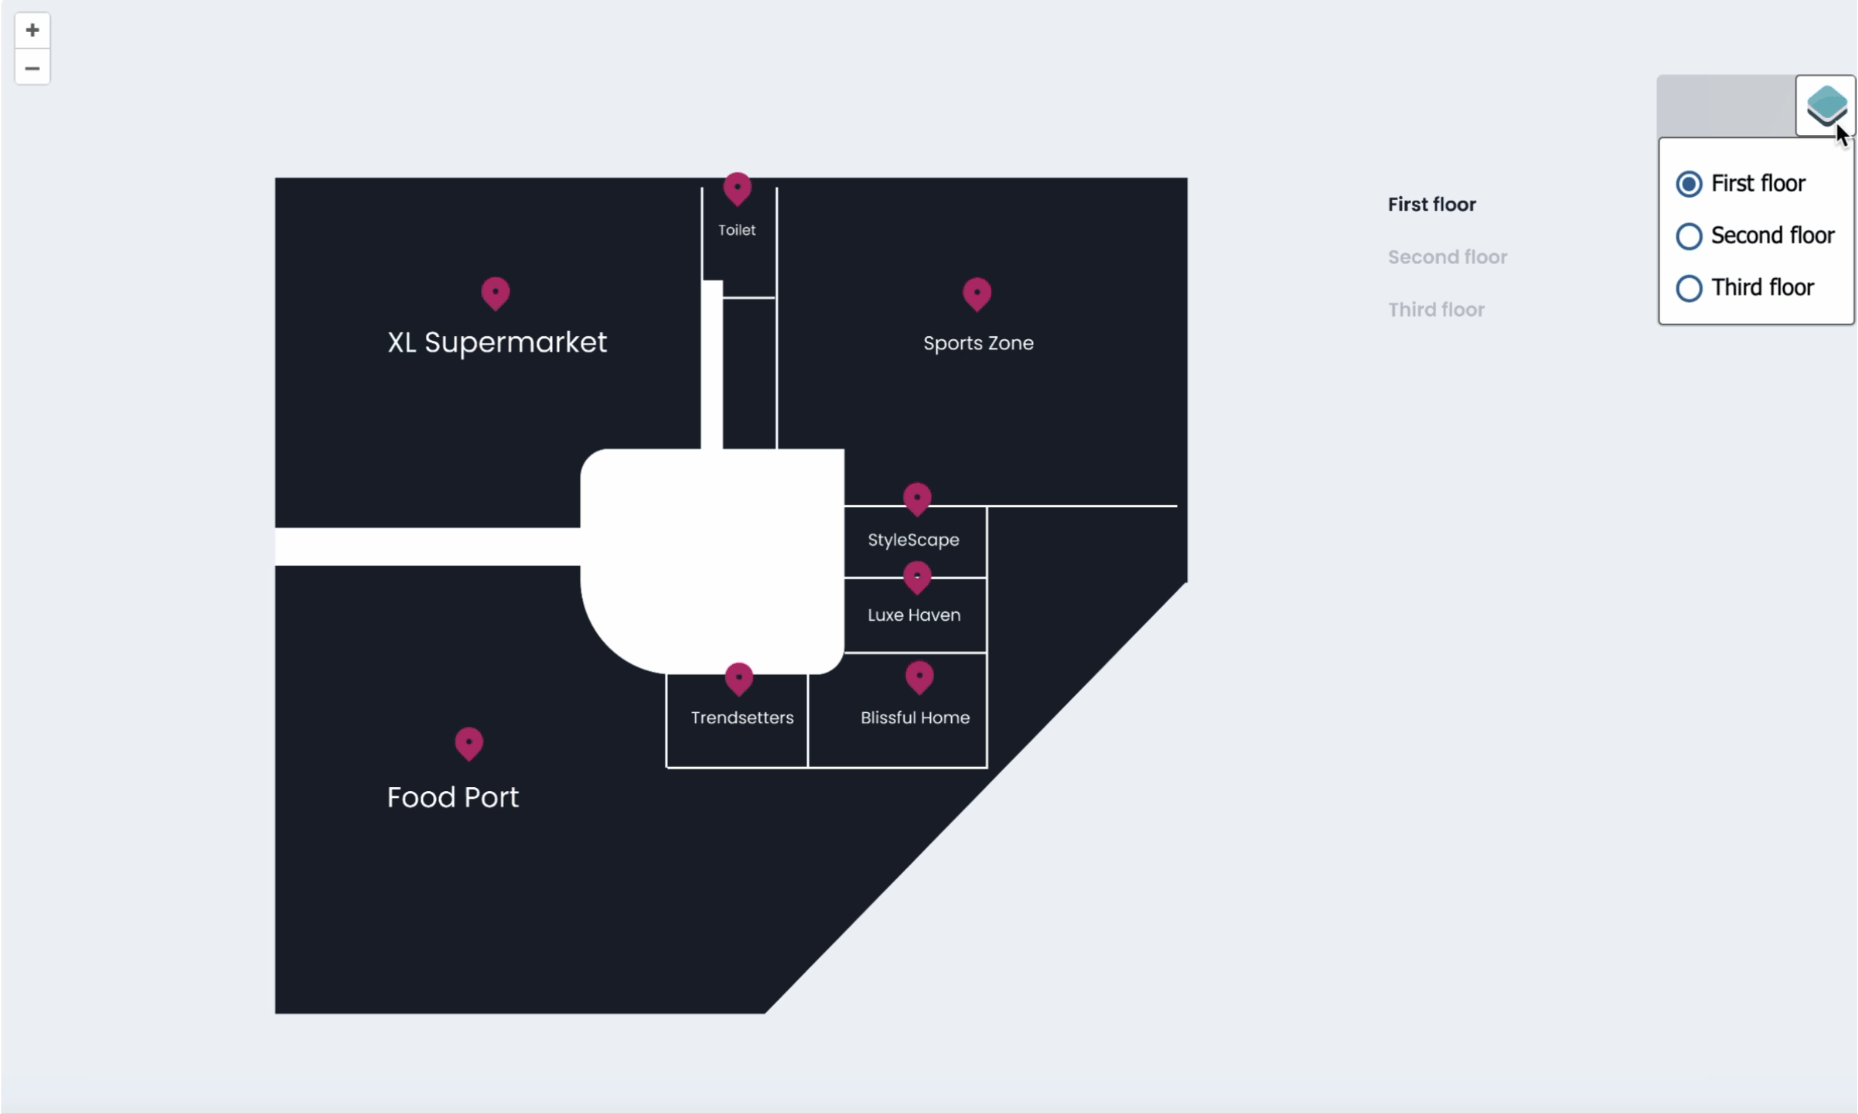 +
−
Toilet
XL Supermarket
Sports Zone
StyleScape
Luxe Haven
Trendsetters
Blissful Home
Food Port
First floor
Second floor
Third floor
First floor
Second floor
Third floor